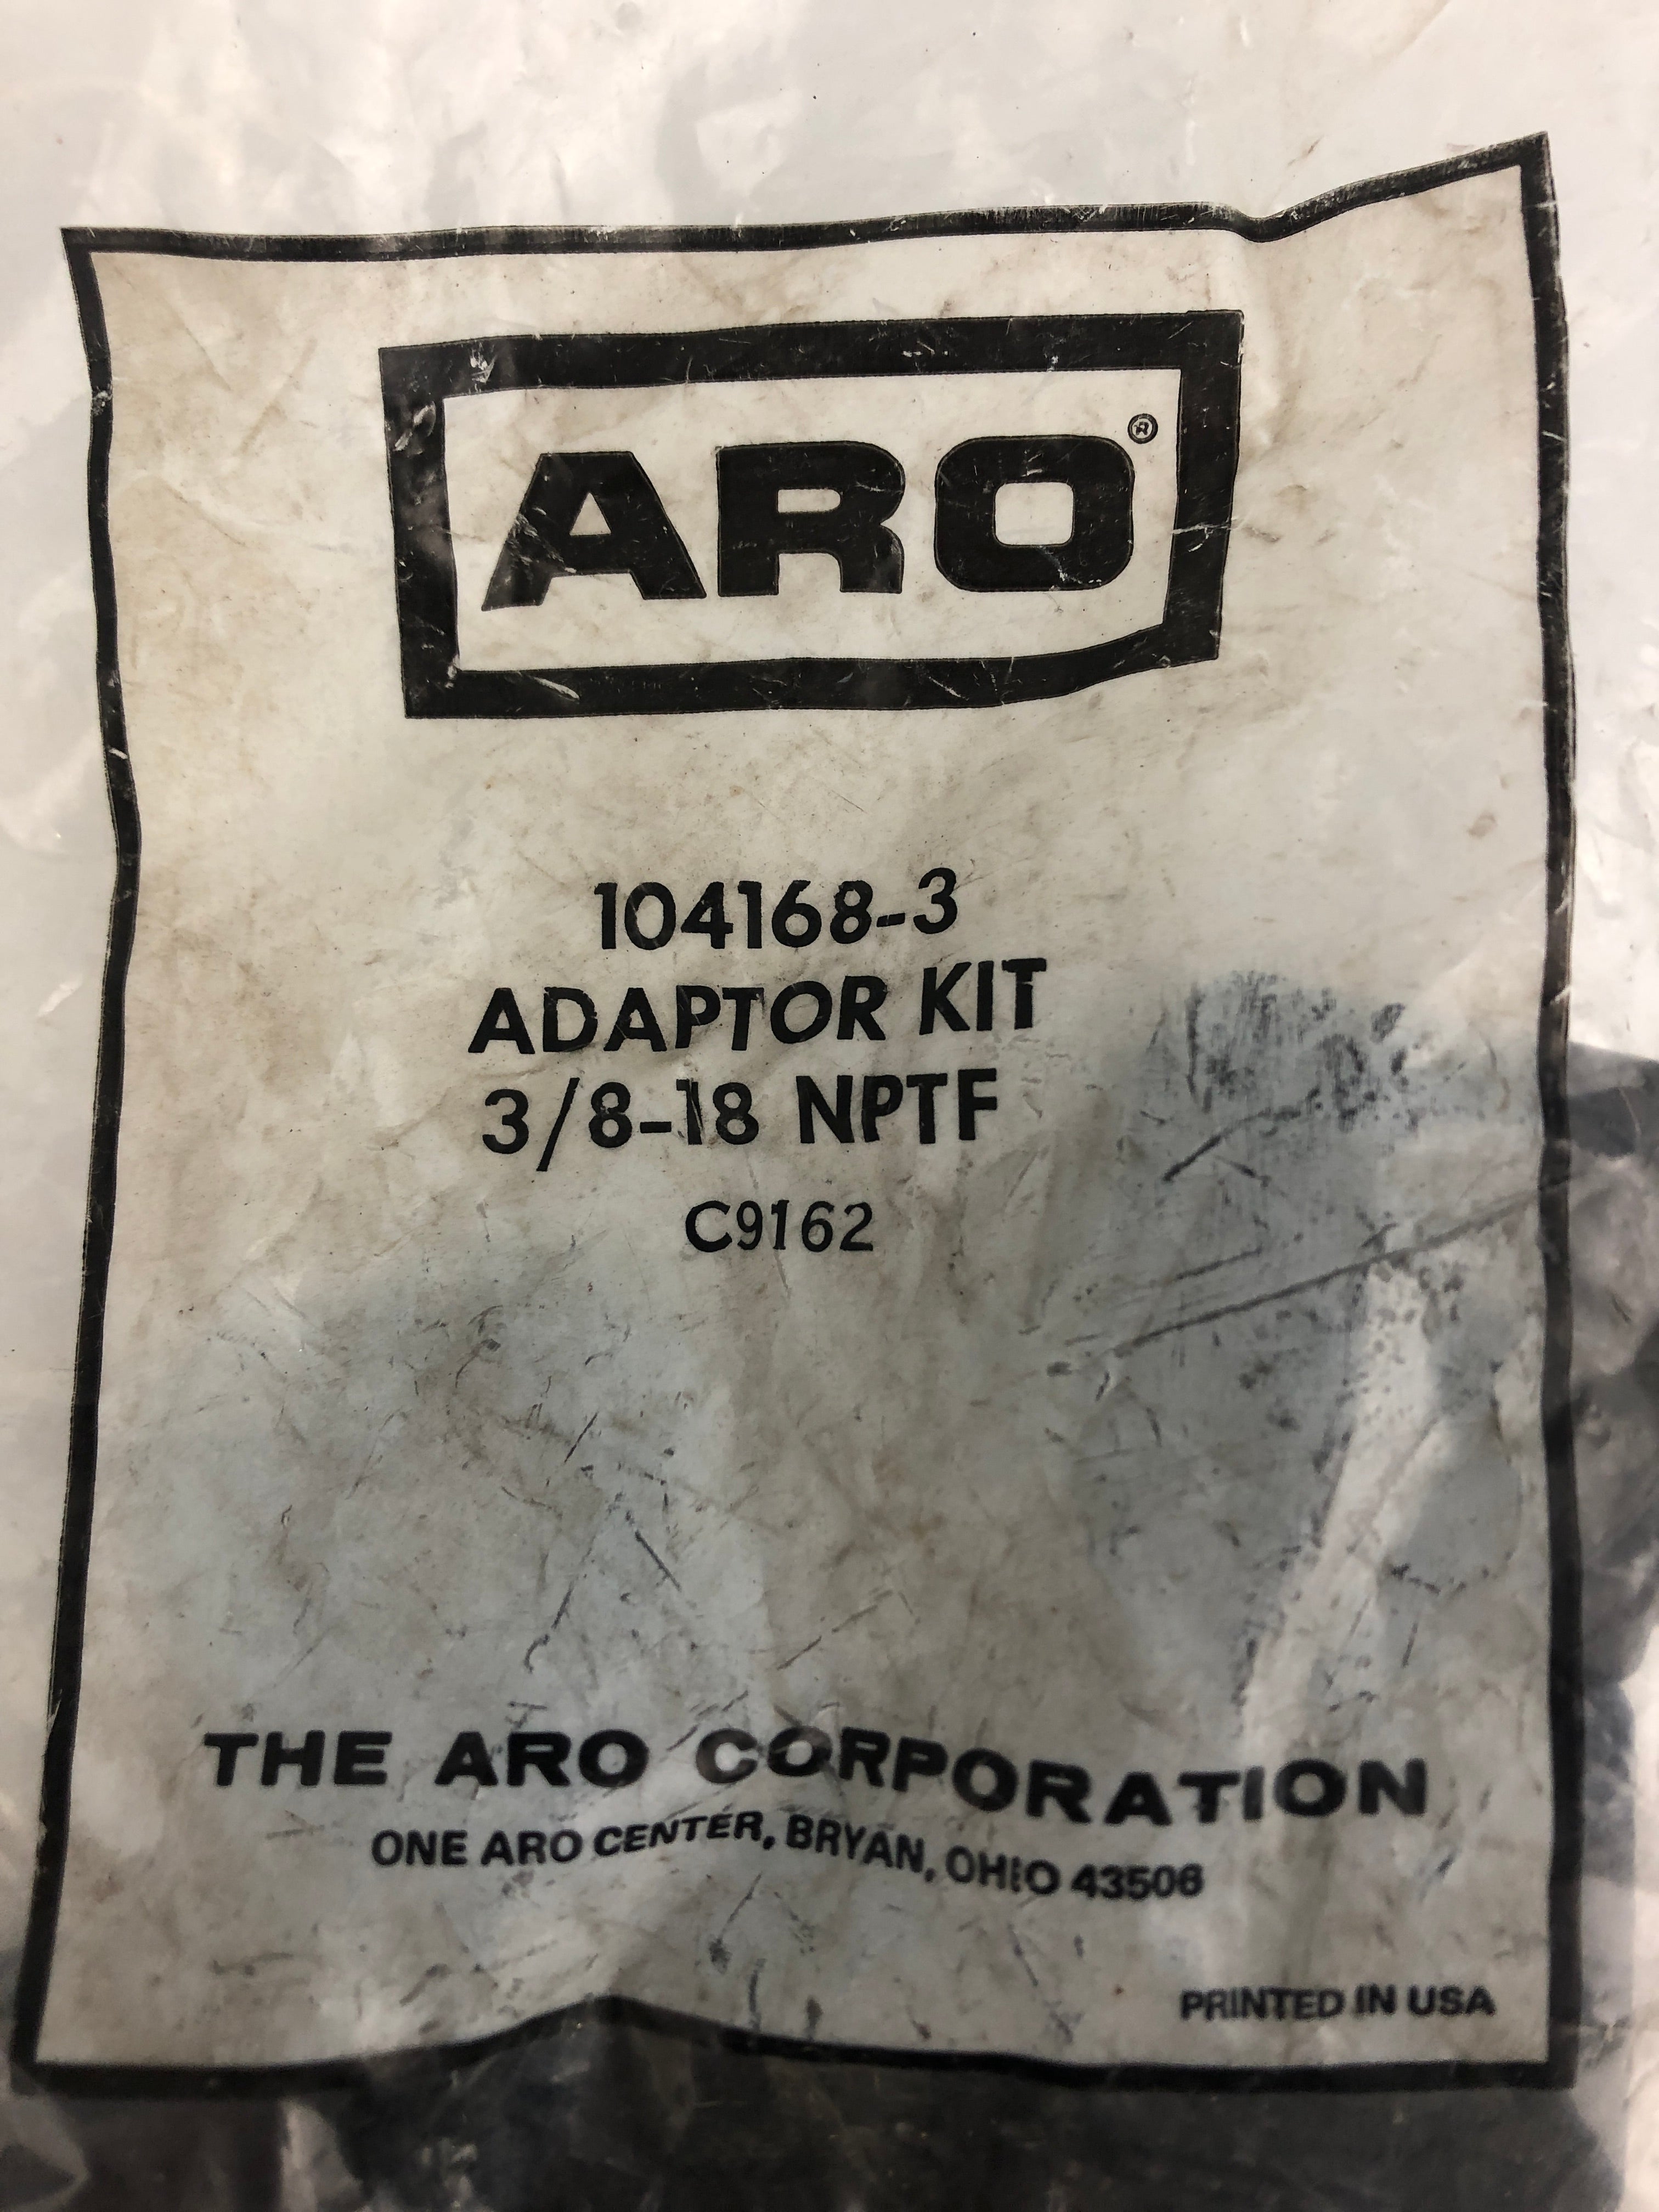 ARO®
104168-3
ADAPTOR KIT
3/8-18 NPTF
C9162
THE ARO CORPORATION
ONE ARO CENTER, BRYAN, OHIO 43506
PRINTED IN USA